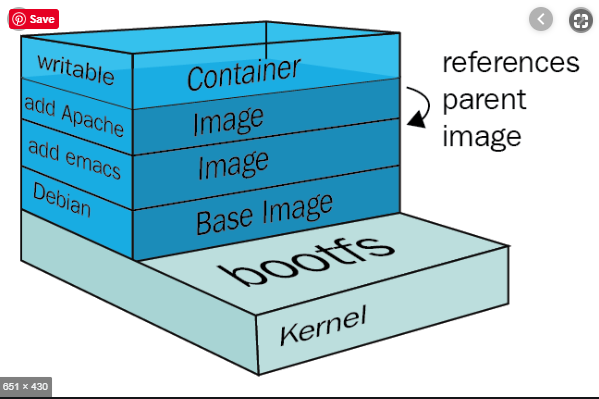 Save
writable
Container
references
parent
image
add Apache
Image
add emacs
Image
Debian
Base Image
bootfs
Kernel
651 × 430